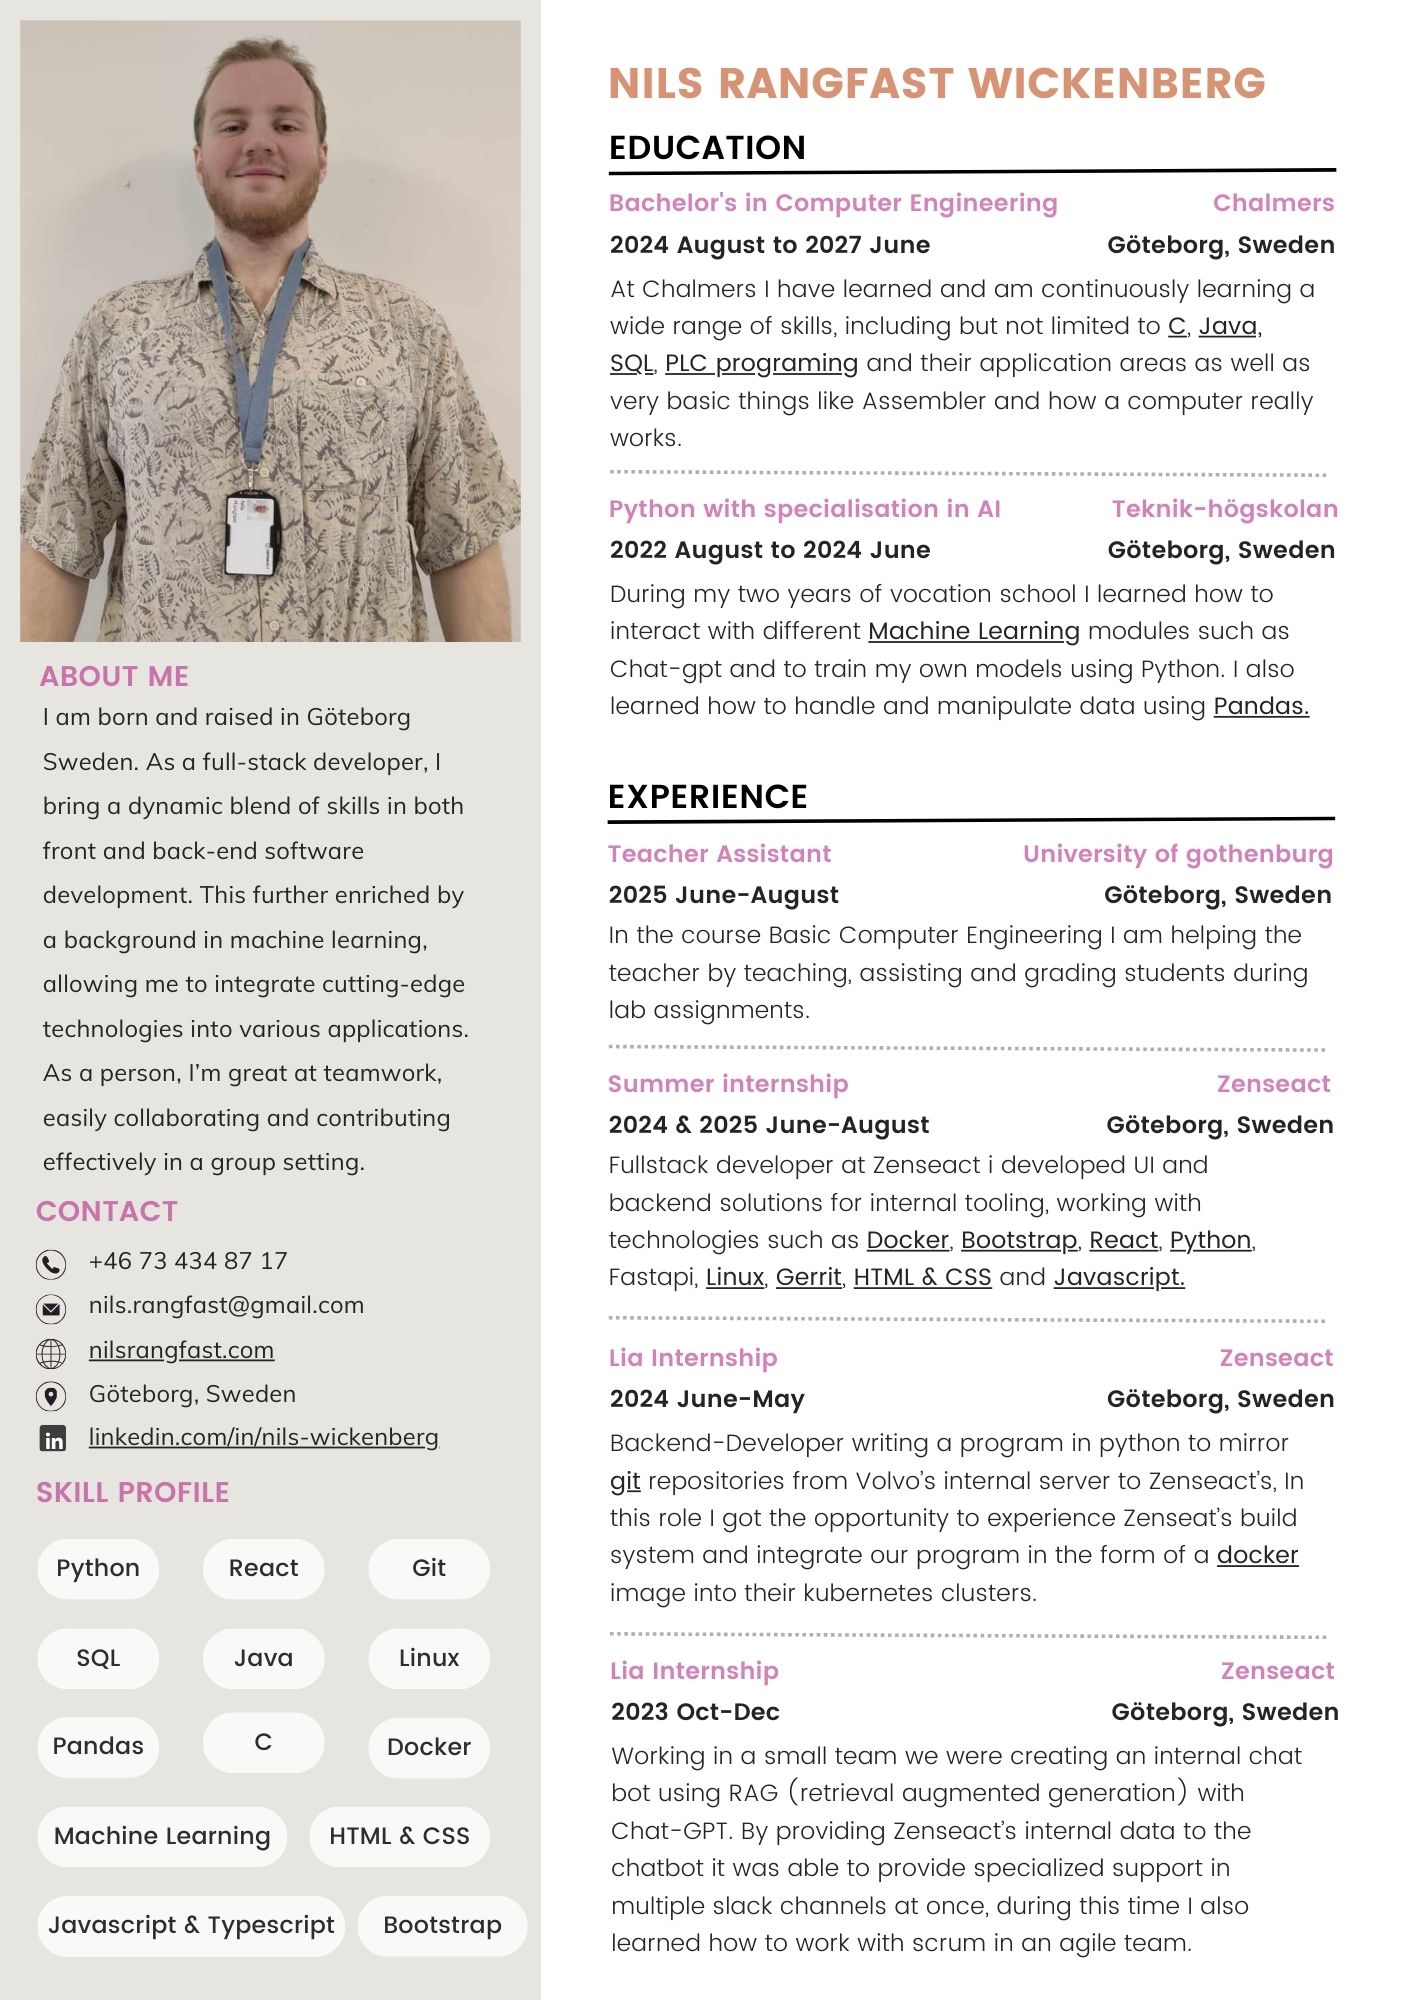 NILS RANGFAST WICKENBERG
EDUCATION
Bachelor's in Computer Engineering Chalmers
2024 August to 2027 June Göteborg, Sweden
At Chalmers I have learned and am continuously learning a
wide range of skills, including but not limited to C, Java,
SQL, PLC programing and their application areas as well as
very basic things like Assembler and how a computer really
works.
Python with specialisation in AI Teknik-högskolan
2022 August to 2024 June Göteborg, Sweden
During my two years of vocation school I learned how to
interact with different Machine Learning modules such as
Chat-gpt and to train my own models using Python. I also
learned how to handle and manipulate data using Pandas.
EXPERIENCE
Teacher Assistant University of gothenburg
2025 June-August Göteborg, Sweden
In the course Basic Computer Engineering I am helping the
teacher by teaching, assisting and grading students during
lab assignments.
Summer internship Zenseact
2024 & 2025 June-August Göteborg, Sweden
Fullstack developer at Zenseact i developed UI and
backend solutions for internal tooling, working with
technologies such as Docker, Bootstrap, React, Python,
Fastapi, Linux, Gerrit, HTML & CSS and Javascript.
Lia Internship Zenseact
2024 June-May Göteborg, Sweden
Backend-Developer writing a program in python to mirror
git repositories from Volvo's internal server to Zenseact's, In
this role I got the opportunity to experience Zenseat's build
system and integrate our program in the form of a docker
image into their kubernetes clusters.
Lia Internship Zenseact
2023 Oct-Dec Göteborg, Sweden
Working in a small team we were creating an internal chat
bot using RAG (retrieval augmented generation) with
Chat-GPT. By providing Zenseact's internal data to the
chatbot it was able to provide specialized support in
multiple slack channels at once, during this time I also
learned how to work with scrum in an agile team.
Nils
Rangfast
ABOUT ME
I am born and raised in Göteborg
Sweden. As a full-stack developer, I
bring a dynamic blend of skills in both
front and back-end software
development. This further enriched by
a background in machine learning,
allowing me to integrate cutting-edge
technologies into various applications.
As a person, I'm great at teamwork,
easily collaborating and contributing
effectively in a group setting.
CONTACT
+46 73 434 87 17
nils.rangfast@gmail.com
nilsrangfast.com
Göteborg, Sweden
in linkedin.com/in/nils-wickenberg
SKILL PROFILE
Python React Git
SQL Java Linux
Pandas C Docker
Machine Learning HTML & CSS
Javascript & Typescript Bootstrap